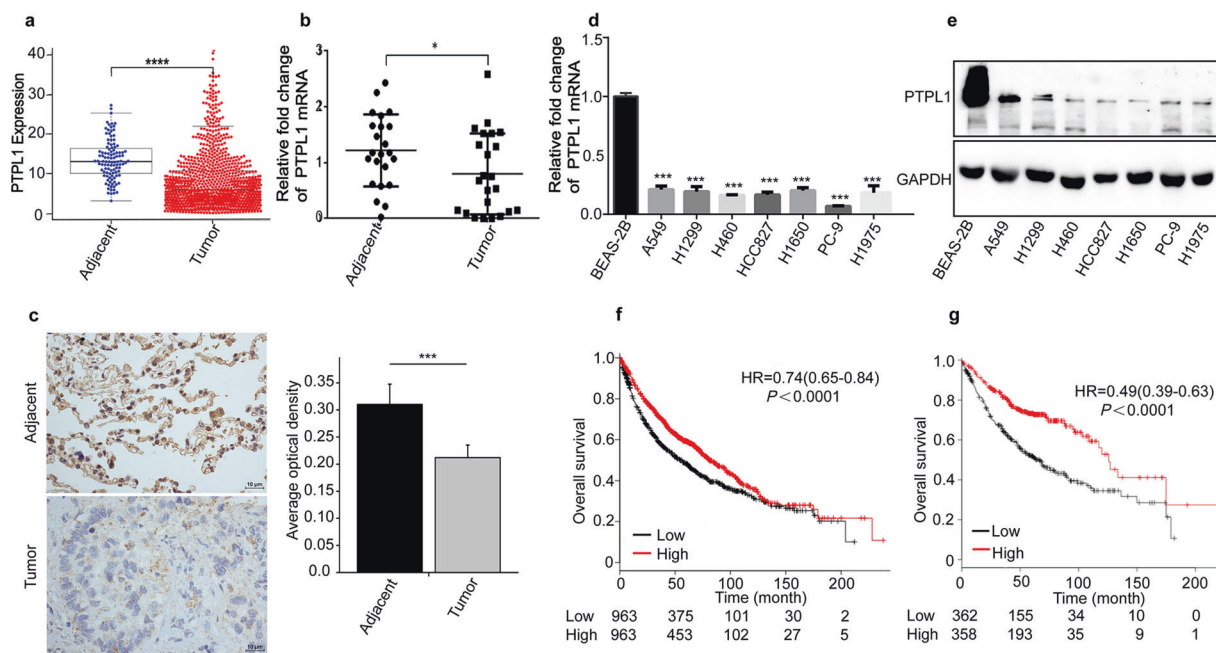 a
PTPL1 Expression
40
30
20
10
0
****
Adjacent
Tumor
b
Relative fold change
of PTPL1 mRNA
3
2
1
0
*
Adjacent
Tumor
d
Relative fold change
of PTPL1 mRNA
1.5
1.0
0.5
0.0
*** *** *** *** *** *** ***
BEAS-2B
A549
H1299
H460
HCC827
H1650
PC-9
H1975
e
PTPL1
GAPDH
BEAS-2B
A549
H1299
H460
HCC827
H1650
PC-9
H1975
c
Adjacent
10 μm
Tumor
10 μm
Average optical density
0.35
0.30
0.25
0.20
0.15
0.10
0.05
0.0
***
Adjacent
Tumor
f
Overall survival
1.0
0.8
0.6
0.4
0.2
0.0
HR=0.74(0.65-0.84)
P<0.0001
Low
High
0 50 100 150 200
Time (month)
Low 963 375 101 30 2
High 963 453 102 27 5
g
Overall survival
1.0
0.8
0.6
0.4
0.2
0.0
HR=0.49(0.39-0.63)
P<0.0001
Low
High
0 50 100 150 200
Time (month)
Low 362 155 34 10 0
High 358 193 35 9 1